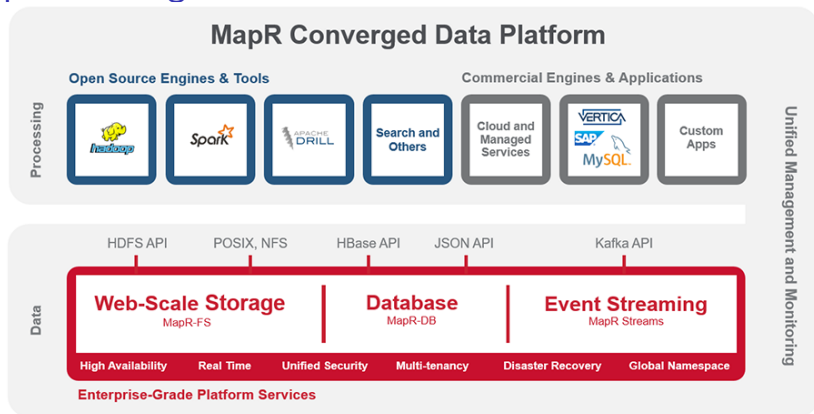 MapR Converged Data Platform
Open Source Engines & Tools
Commercial Engines & Applications
Processing
hadoop
Spark
APACHE
DRILL
Search and
Others
Cloud and
Managed
Services
VERTICA
SAP
MySQL
Custom
Apps
Unified Management and Monitoring
HDFS API
POSIX, NFS
HBase API
JSON API
Kafka API
Data
Web-Scale Storage
MapR-FS
Database
MapR-DB
Event Streaming
MapR Streams
High Availability
Real Time
Unified Security
Multi-tenancy
Disaster Recovery
Global Namespace
Enterprise-Grade Platform Services